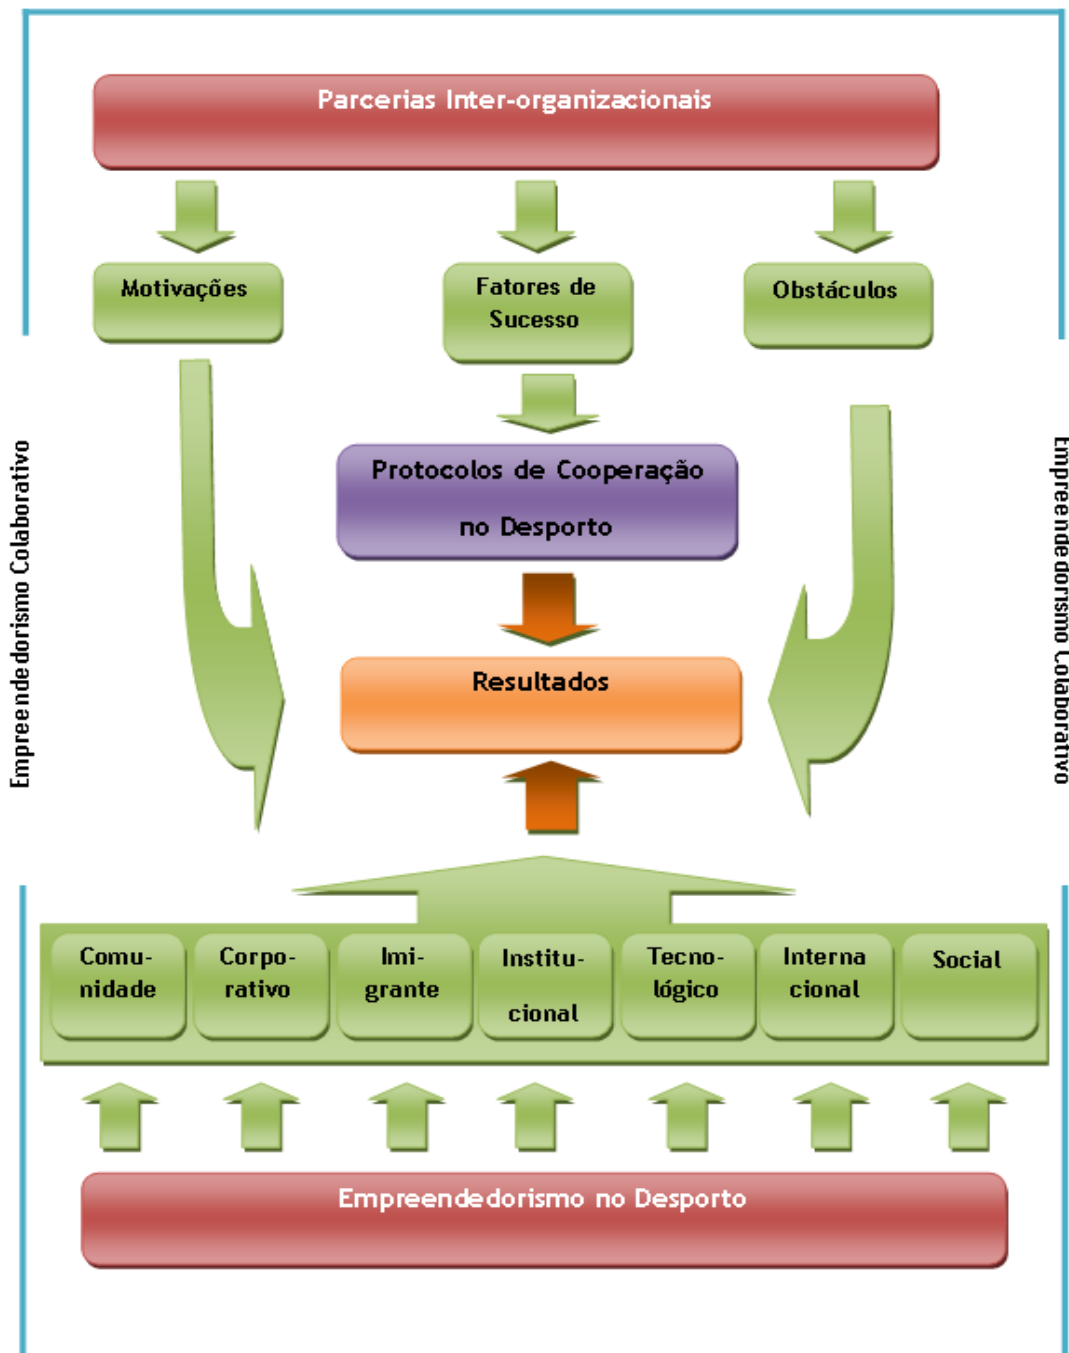 Parcerias Inter-organizacionais
Motivações
Fatores de
Sucesso
Obstáculos
Protocolos de Cooperação
no Desporto
Resultados
Empreendedorismo Colaborativo
Empreendedorismo Colaborativo
Comu-
nidade
Corpo-
rativo
Imi-
grante
Institu-
cional
Tecno-
lógico
Interna
cional
Social
Empreendedorismo no Desporto